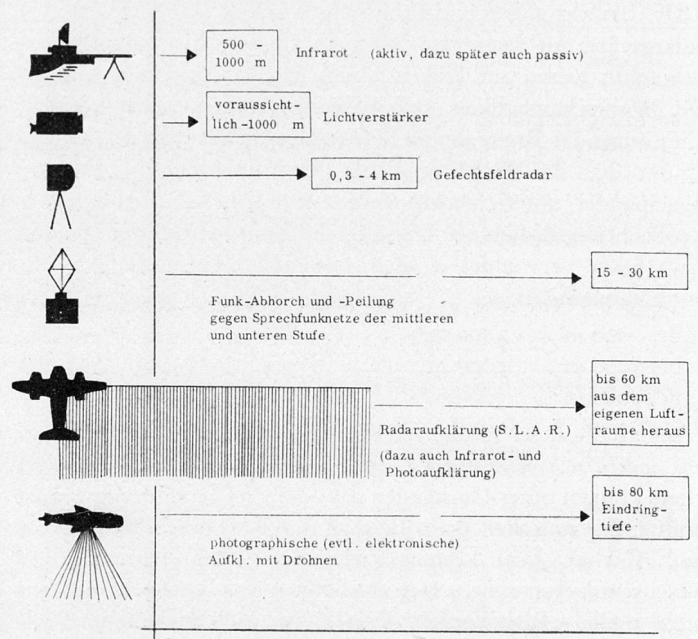 500 -
1000 m
Infrarot (aktiv, dazu später auch passiv)
voraussicht-
lich -1000 m
Lichtverstärker
0,3 - 4 km
Gefechtsfeldradar
15 - 30 km
Funk-Abhorch und -Peilung
gegen Sprechfunknetze der mittleren
und unteren Stufe
bis 60 km
aus dem
eigenen Luft-
raume heraus
Radaraufklärung (S.L.A.R.)
(dazu auch Infrarot- und
Photoaufklärung)
bis 80 km
Eindring-
tiefe
photographische (evtl. elektronische)
Aufkl. mit Drohnen